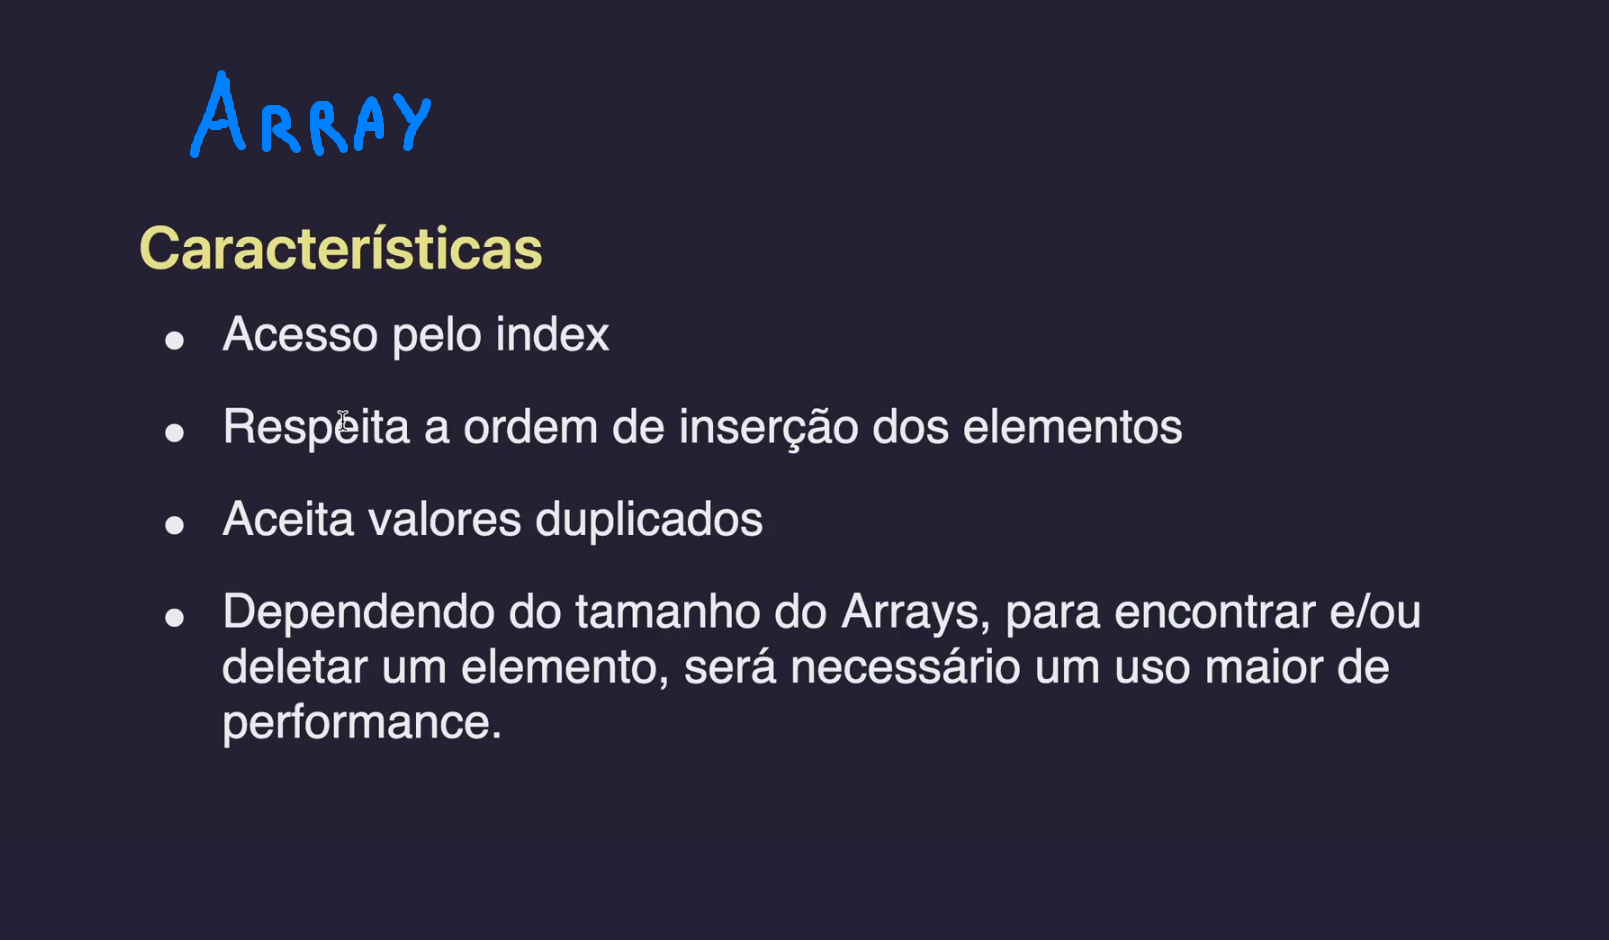 ARRAY
Características
• Acesso pelo index
• Respeita a ordem de inserção dos elementos
• Aceita valores duplicados
• Dependendo do tamanho do Arrays, para encontrar e/ou
deletar um elemento, será necessário um uso maior de
performance.